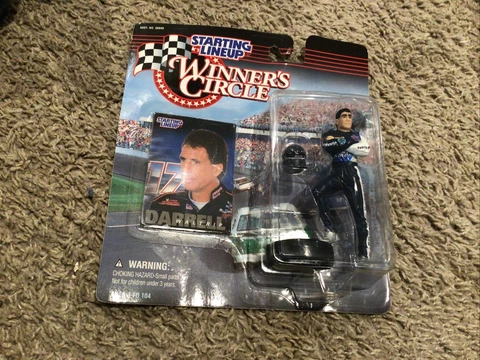 STARTING
LINEUP
WINNER'S
CIRCLE
STARTING
LINEUP
17
DARRELL
WARNING:
CHOKING HAZARD-Small parts
Not for children under 3 years.